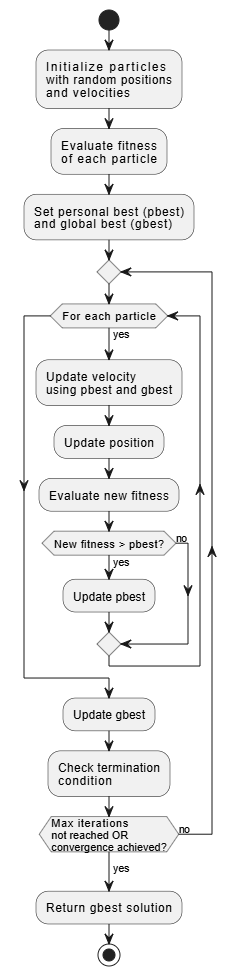 Initialize particles
with random positions
and velocities
Evaluate fitness
of each particle
Set personal best (pbest)
and global best (gbest)
For each particle
yes
Update velocity
using pbest and gbest
Update position
Evaluate new fitness
New fitness > pbest?
no
yes
Update pbest
Update gbest
Check termination
condition
Max iterations
not reached OR
convergence achieved?
no
yes
Return gbest solution